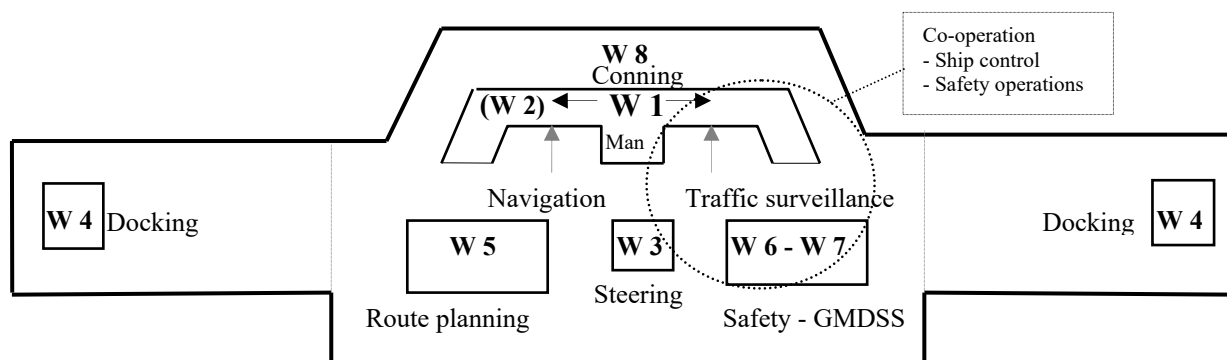 W 8
Conning
Co-operation
- Ship control
- Safety operations
(W 2)
W 1
Man
Navigation
Traffic surveillance
W 4
Docking
W 5
W 3
W 6 - W 7
Docking
W 4
Steering
Route planning
Safety - GMDSS